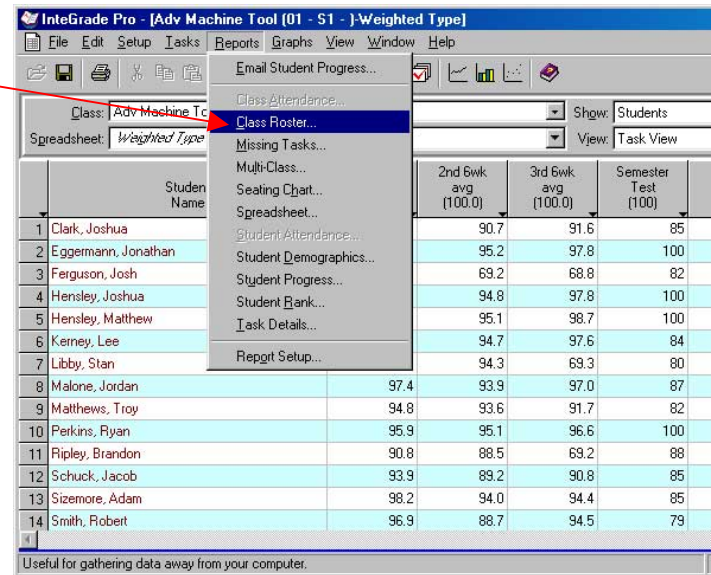 InteGrade Pro - [Adv Machine Tool (01 - S1 - )-Weighted Type]
File Edit Setup Tasks Reports Graphs View Window Help
Email Student Progress...
Class Attendance...
Class Roster...
Missing Tasks...
Multi-Class...
Seating Chart...
Spreadsheet...
Student Attendance...
Student Demographics...
Student Progress...
Student Rank...
Task Details...
Report Setup...
Class: Adv Machine To
Show: Students
Spreadsheet: Weighted Type
View: Task View
Studen
Name
2nd 6wk
avg
(100.0)
3rd 6wk
avg
(100.0)
Semester
Test
(100)
1 Clark, Joshua 90.7 91.6 85
2 Eggermann, Jonathan 95.2 97.8 100
3 Ferguson, Josh 69.2 68.8 82
4 Hensley, Joshua 94.8 97.8 100
5 Hensley, Matthew 95.1 98.7 100
6 Kerney, Lee 94.7 97.6 84
7 Libby, Stan 94.3 69.3 80
8 Malone, Jordan 97.4 93.9 97.0 87
9 Matthews, Troy 94.8 93.6 91.7 82
10 Perkins, Ryan 95.9 95.1 96.6 100
11 Ripley, Brandon 90.8 88.5 69.2 88
12 Schuck, Jacob 93.9 89.2 90.8 85
13 Sizemore, Adam 98.2 94.0 94.4 85
14 Smith, Robert 96.9 88.7 94.5 79
Useful for gathering data away from your computer.